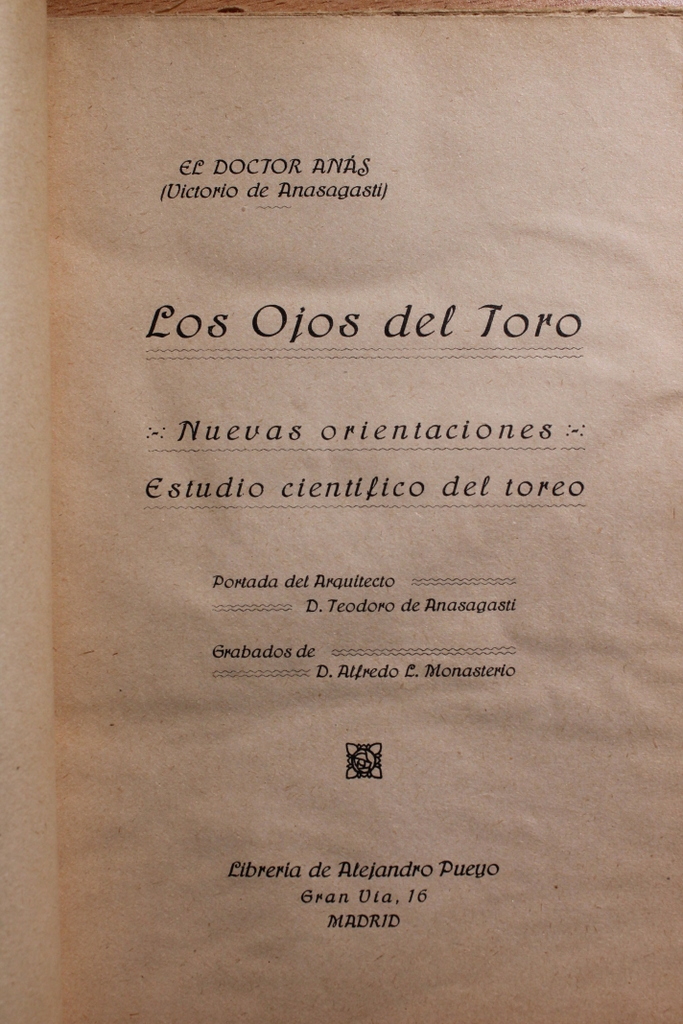 EL DOCTOR ANÁS
(Victorio de Anasagasti)
Los Ojos del Toro
:-: Nuevas orientaciones :-:
Estudio científico del toreo
Portada del Arquitecto
D. Teodoro de Anasagasti
Grabados de
D. Alfredo L. Monasterio
Librería de Alejandro Pueyo
Gran Vía, 16
MADRID